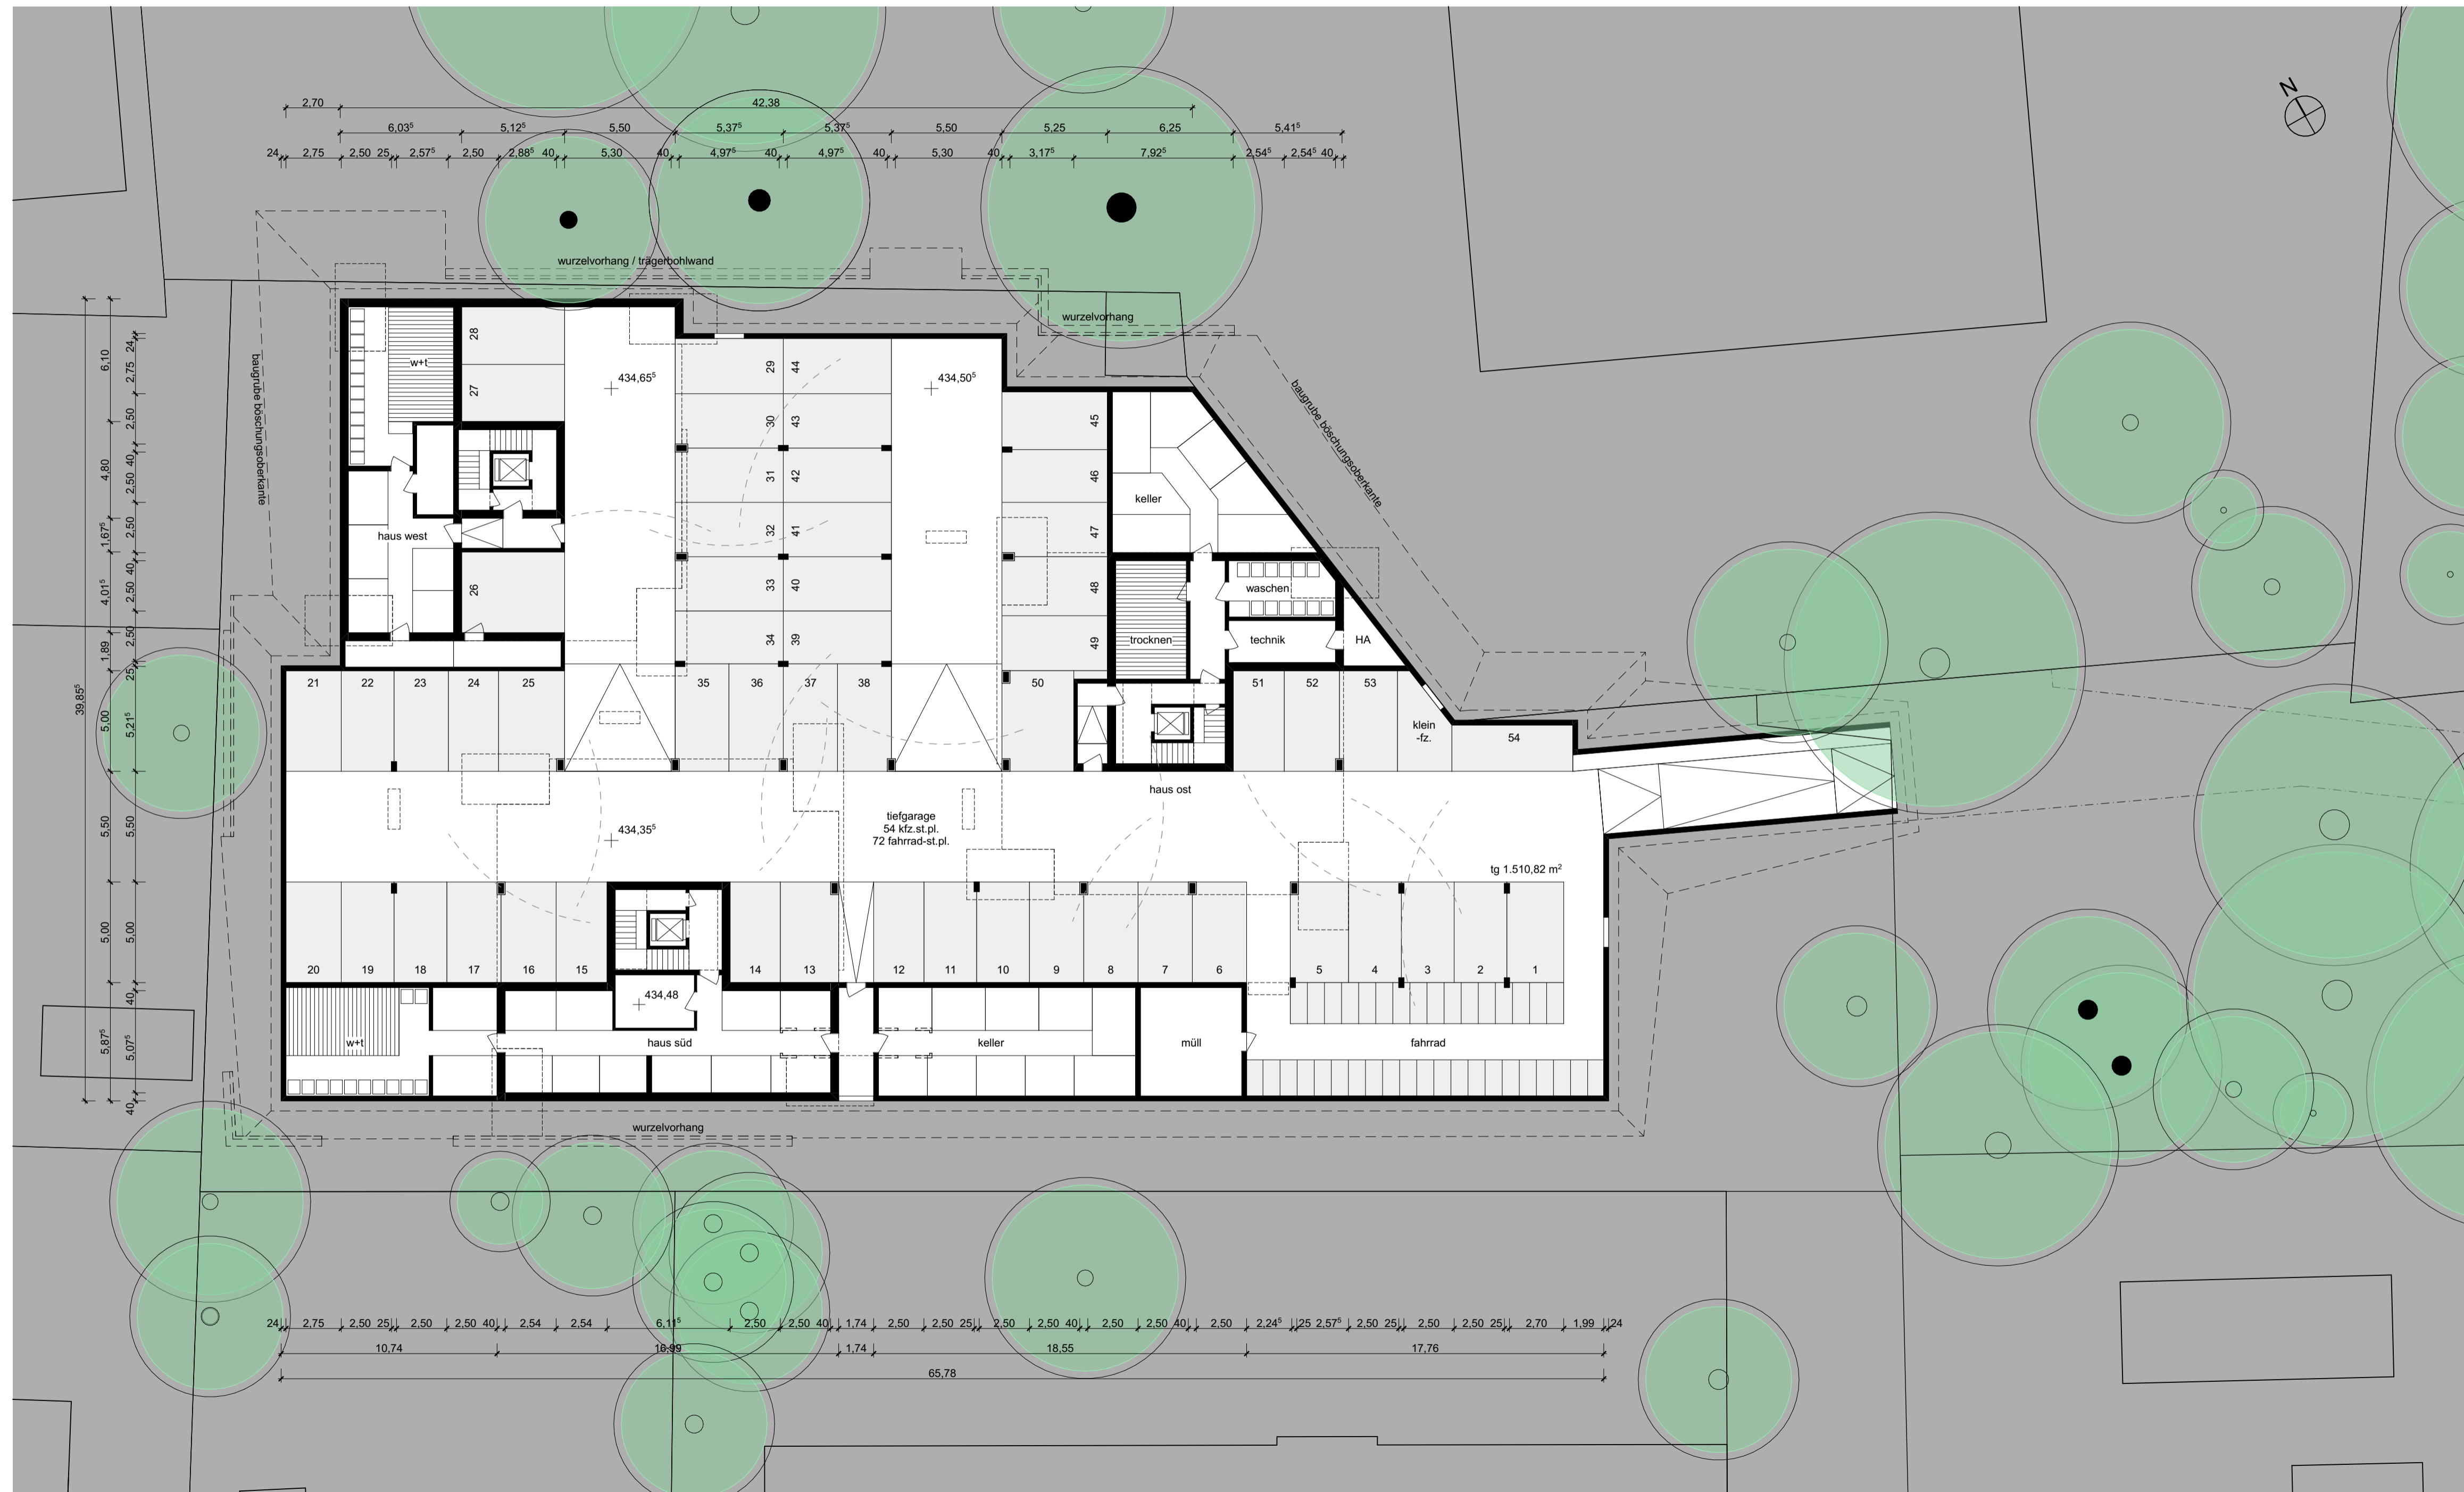 N
2,70 42,38
6,03⁵ 5,12⁵ 5,50 5,37⁵ 5,37⁵ 5,50 5,25 6,25 5,41⁵
24 2,75 2,50 25 2,57⁵ 2,50 2,88⁵ 40 5,30 40 4,97⁵ 40 4,97⁵ 40 5,30 40 3,17⁵ 7,92⁵ 2,54⁵ 2,54⁵ 40
wurzelvorhang / trägerbohlwand
wurzelvorhang
baugrube böschungsoberkante
baugrube böschungsoberkante
39,85⁵
6,10 4,80 1,67⁵ 4,01⁵ 1,89 5,00 5,50 5,00 5,87⁵
24 2,75 2,50 40 2,50 2,50 40 2,50 2,50 25 5,21⁵ 5,50 5,00 40 5,07⁵ 40
w+t
28
27
434,65⁵
434,50⁵
29 44
30 43
31 42
32 41
33 40
34 39
45
46
47
48
49
keller
haus west
26
waschen
trocknen
technik
HA
21 22 23 24 25 35 36 37 38 50 51 52 53
klein
-fz.
54
haus ost
434,35⁵
tiefgarage
54 kfz.st.pl.
72 fahrrad-st.pl.
tg 1.510,82 m²
20 19 18 17 16 15 14 13 12 11 10 9 8 7 6 5 4 3 2 1
434,48
w+t
haus süd
keller
müll
fahrrad
wurzelvorhang
24 2,75 2,50 25 2,50 2,50 40 2,54 2,54 6,11⁵ 2,50 2,50 40 1,74 2,50 2,50 25 2,50 2,50 40 2,50 2,50 40 2,50 2,24⁵ 25 2,57⁵ 2,50 25 2,50 2,50 25 2,70 1,99 24
10,74 16,99 1,74 18,55 17,76
65,78